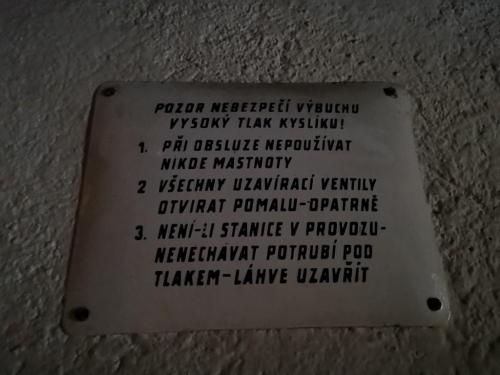 POZOR NEBEZPEČÍ VÝBUCHU
VYSOKÝ TLAK KYSLÍKU!
1. PŘI OBSLUZE NEPOUŽÍVAT
NIKDE MASTNOTY
2 VŠECHNY UZAVÍRACÍ VENTILY
OTVIRAT POMALU-OPATRNĚ
3. NENÍ-LI STANICE V PROVOZU-
NENECHÁVAT POTRUBÍ POD
TLAKEM-LÁHVE UZAVŘÍT